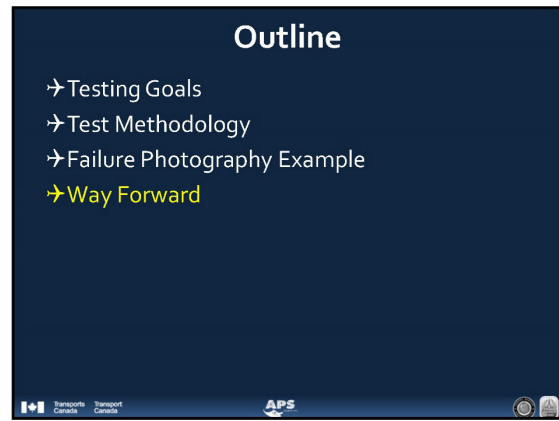 Outline
Testing Goals
Test Methodology
Failure Photography Example
Way Forward
Transports Transport
Canada Canada
APS